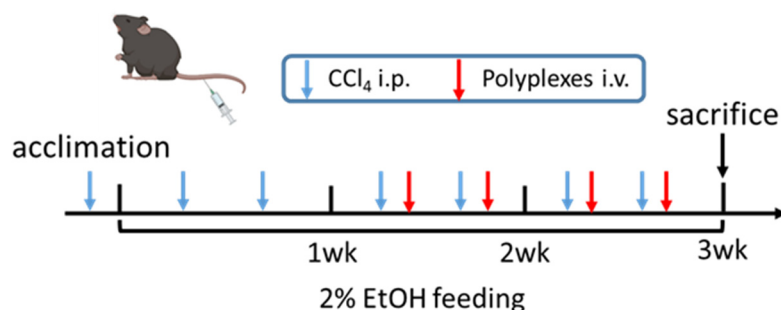 CCl₄ i.p. Polyplexes i.v.
sacrifice
acclimation
1wk 2wk 3wk
2% EtOH feeding